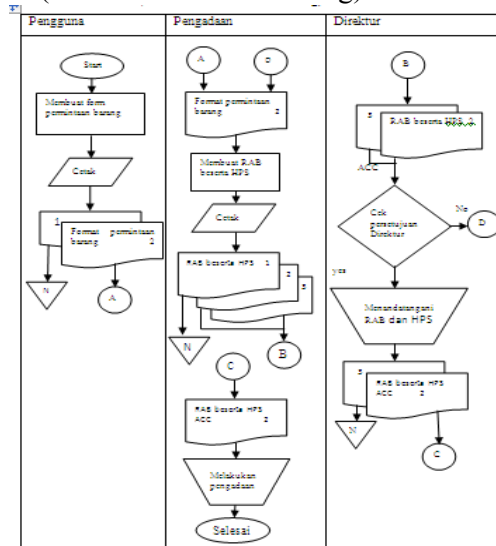 Pengguna
Start
Membuat form
permintaan barang
Cetak
1
Format permintaan
barang 2
N
A
Pengadaan
A
D
Format permintaan
barang 2
Membuat RAB
beserta HPS
Cetak
RAB beserta HPS 1
2
3
N
B
C
RAB beserta HPS
ACC 2
Melakukan
pengadaan
Selesai
Direktur
B
3
RAB beserta HPS 2
ACC
Cek
persetujuan
Direktur
No
D
yes
Menandatangani
RAB dan HPS
3
RAB beserta HPS
ACC 2
N
C